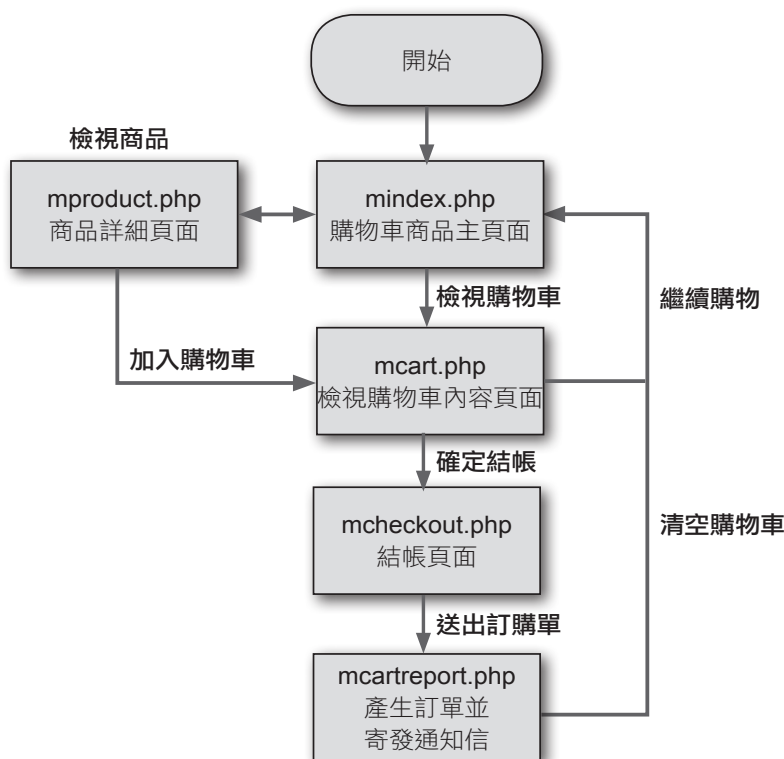 開始
檢視商品
mproduct.php
商品詳細頁面
mindex.php
購物車商品主頁面
檢視購物車
繼續購物
加入購物車
mcart.php
檢視購物車內容頁面
確定結帳
mcheckout.php
結帳頁面
清空購物車
送出訂購單
mcartreport.php
產生訂單並
寄發通知信